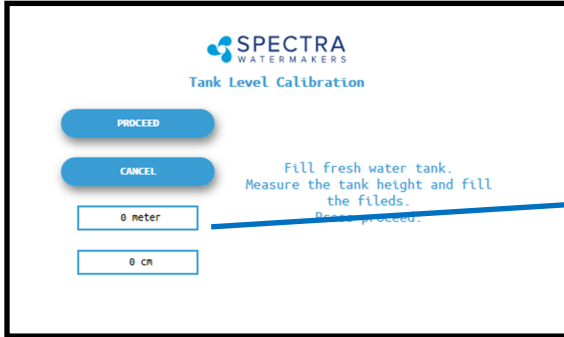 SPECTRA
WATERMAKERS
Tank Level Calibration
PROCEED
CANCEL
0 meter
0 cm
Fill fresh water tank.
Measure the tank height and fill
the fileds.
Press proceed.